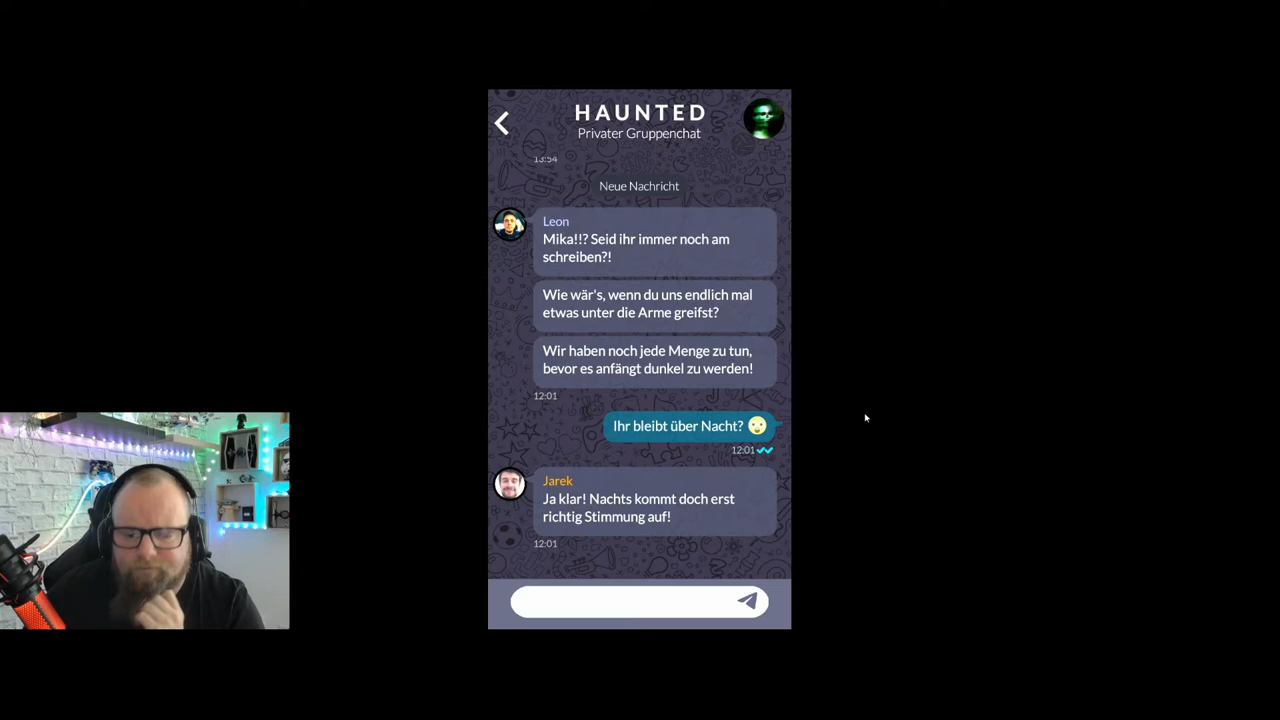 HAUNTED
Privater Gruppenchat
13:54
Neue Nachricht
Leon
Mika!!? Seid ihr immer noch am
schreiben?!
Wie wär's, wenn du uns endlich mal
etwas unter die Arme greifst?
Wir haben noch jede Menge zu tun,
bevor es anfängt dunkel zu werden!
12:01
Ihr bleibt über Nacht? 😳
12:01
Jarek
Ja klar! Nachts kommt doch erst
richtig Stimmung auf!
12:01